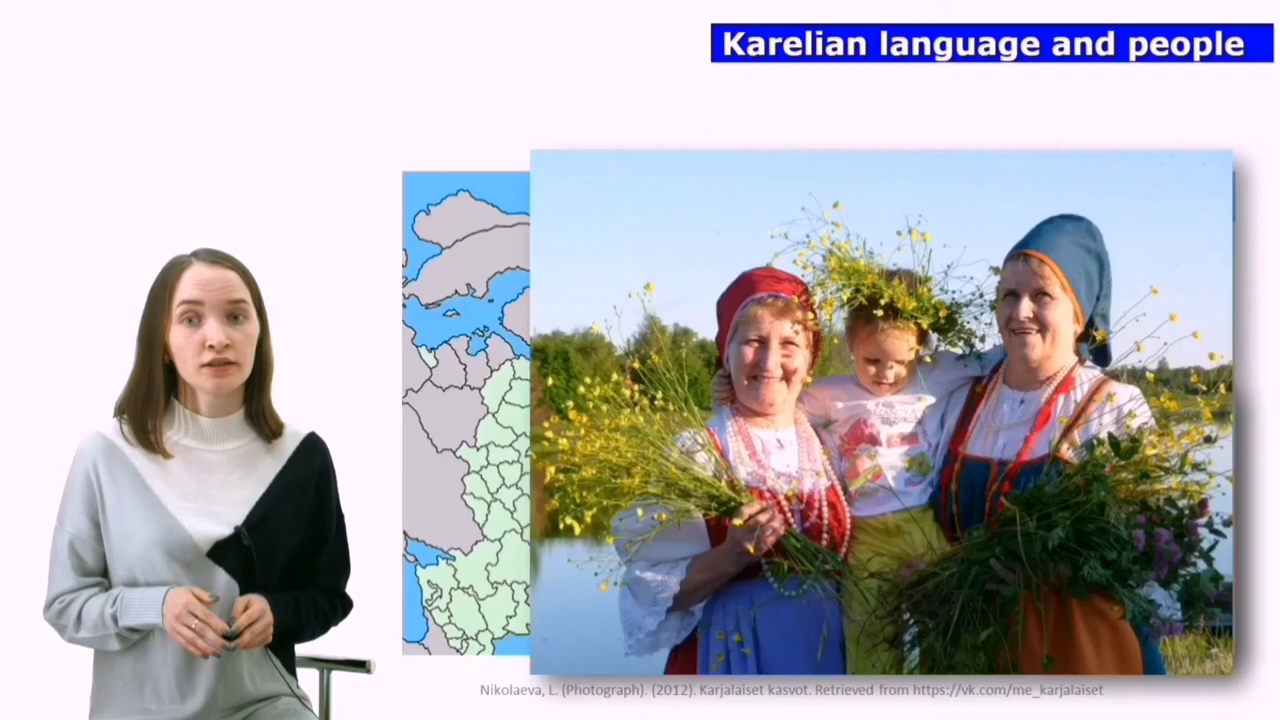 Karelian language and people
Nikolaeva, L. (Photograph). (2012). Karjalaiset kasvot. Retrieved from https://vk.com/me_karjalaiset